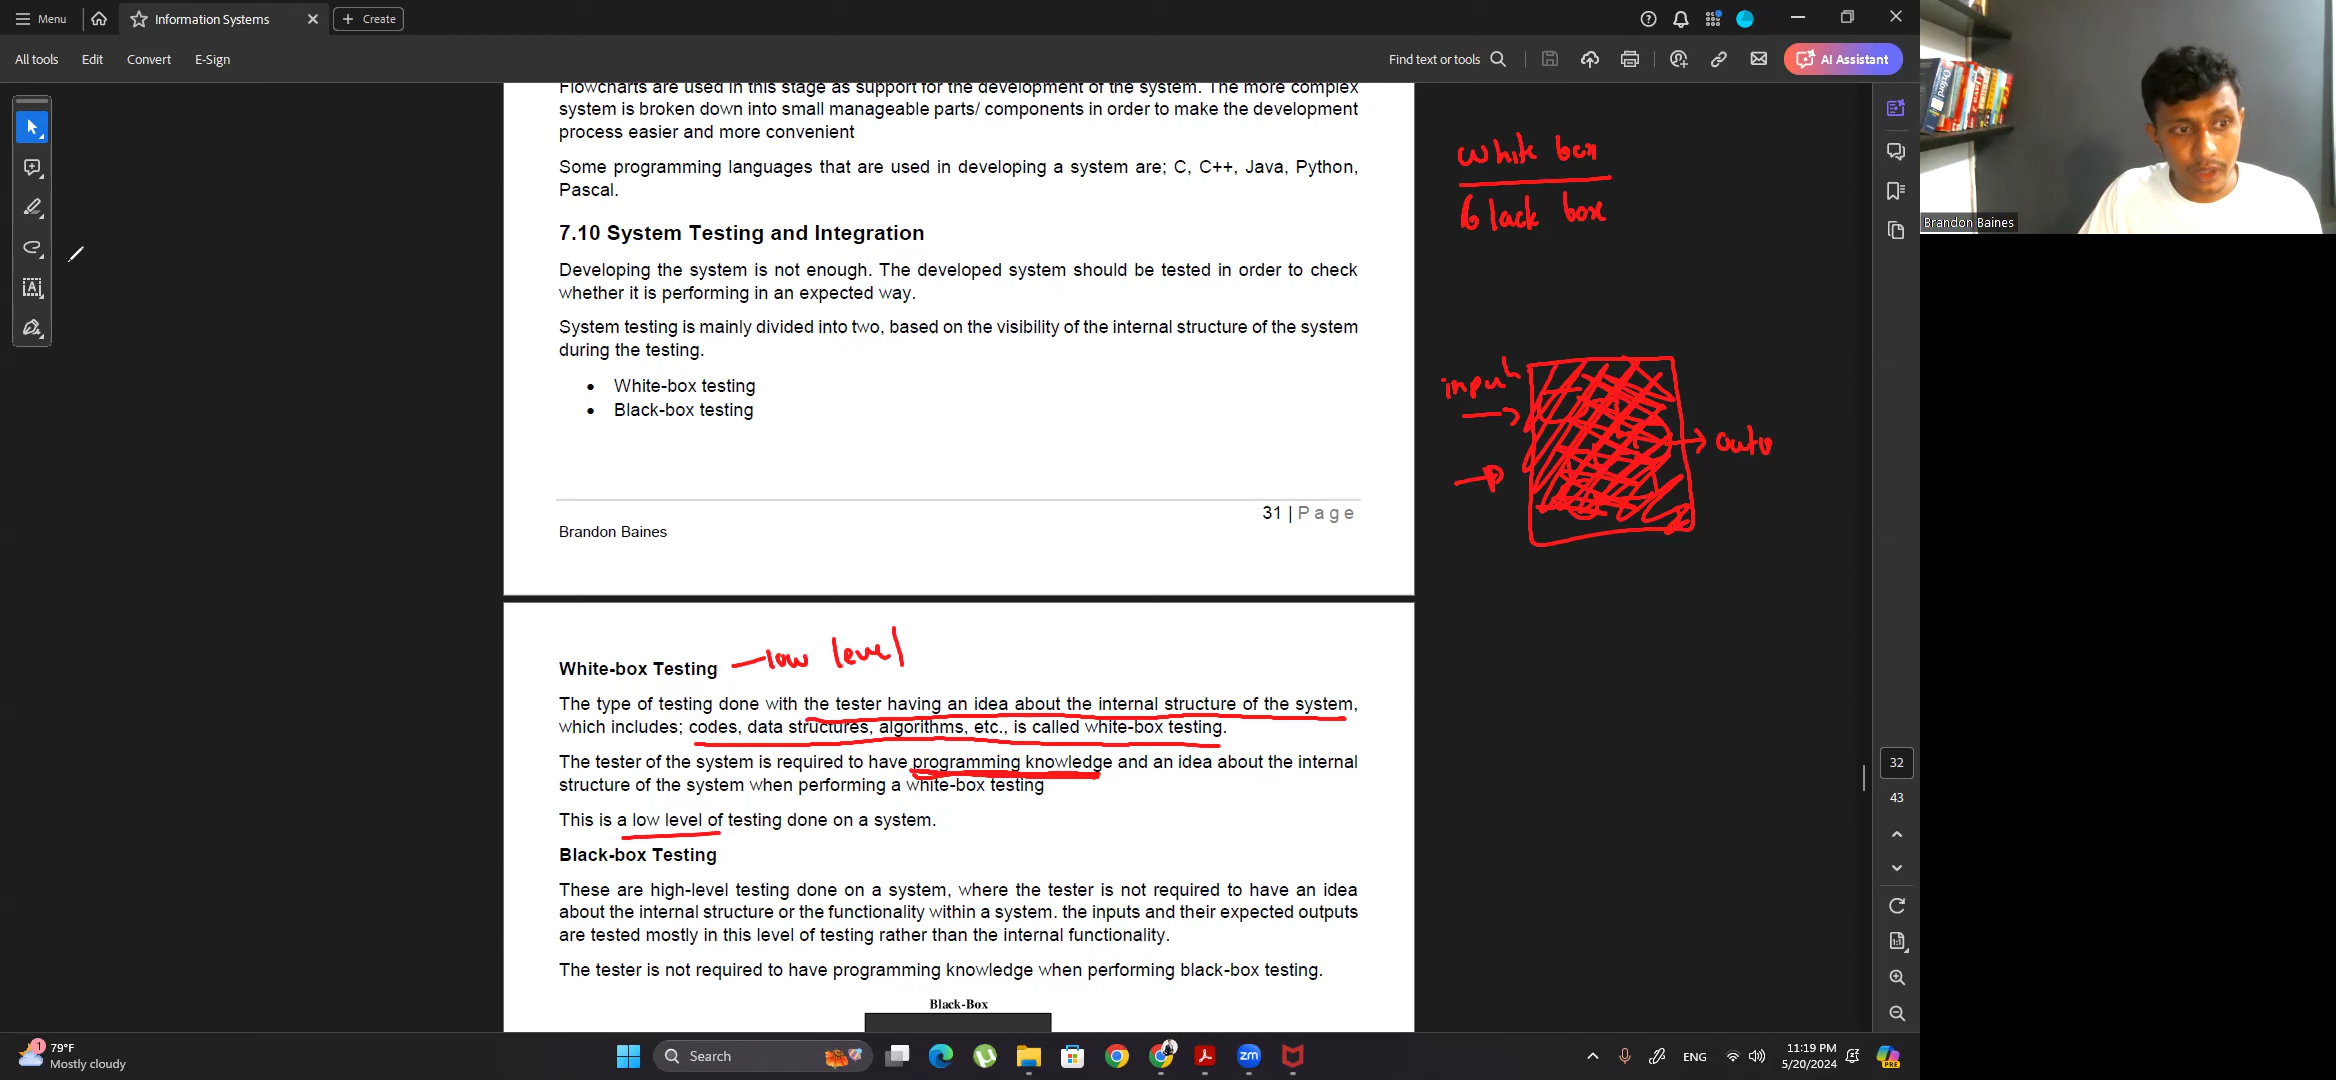 Menu
Information Systems
Create
All tools
Edit
Convert
E-Sign
Find text or tools
AI Assistant
Flowcharts are used in this stage as support for the development of the system. The more complex
system is broken down into small manageable parts/ components in order to make the development
process easier and more convenient
Some programming languages that are used in developing a system are; C, C++, Java, Python,
Pascal.
7.10 System Testing and Integration
Developing the system is not enough. The developed system should be tested in order to check
whether it is performing in an expected way.
System testing is mainly divided into two, based on the visibility of the internal structure of the system
during the testing.
• White-box testing
• Black-box testing
31 | Page
Brandon Baines
white box
black box
input
outp
White-box Testing
low level
The type of testing done with the tester having an idea about the internal structure of the system,
which includes; codes, data structures, algorithms, etc., is called white-box testing.
The tester of the system is required to have programming knowledge and an idea about the internal
structure of the system when performing a white-box testing
This is a low level of testing done on a system.
Black-box Testing
These are high-level testing done on a system, where the tester is not required to have an idea
about the internal structure or the functionality within a system. the inputs and their expected outputs
are tested mostly in this level of testing rather than the internal functionality.
The tester is not required to have programming knowledge when performing black-box testing.
Black-Box
32
43
Brandon Baines
Oxford
1
79°F
Mostly cloudy
Search
zm
ENG
11:19 PM
5/20/2024
PRE